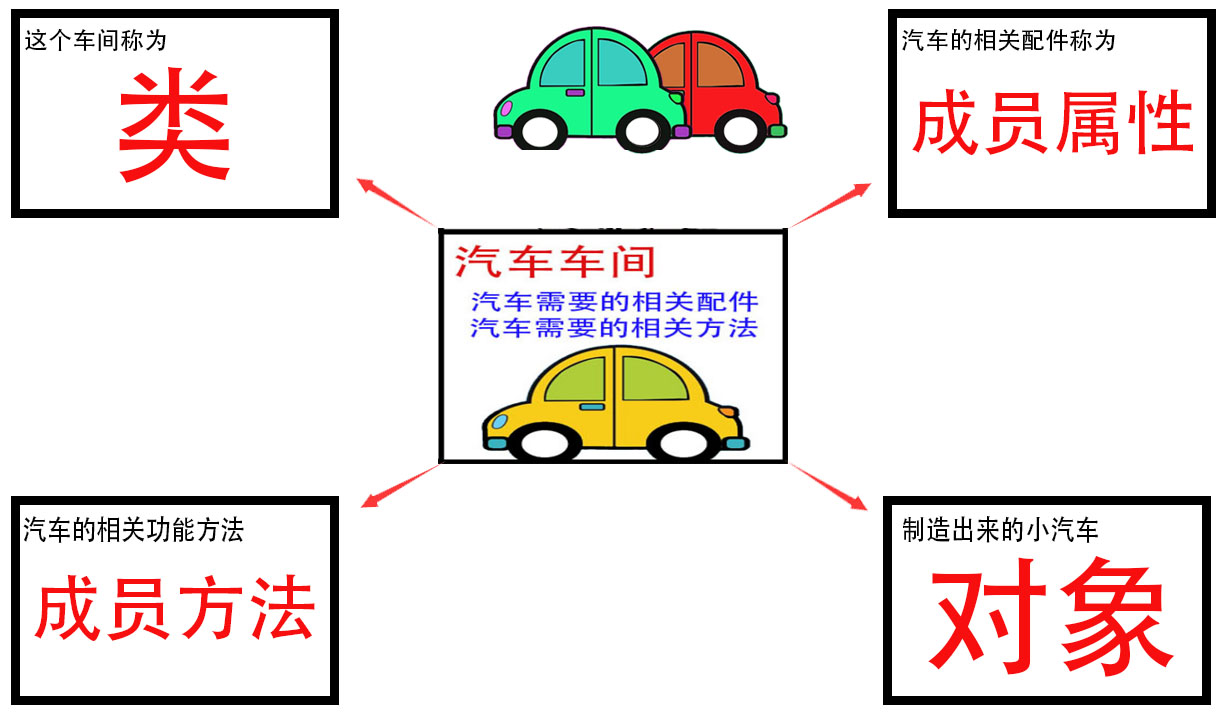 这个车间称为
类
汽车的相关配件称为
成员属性
汽车车间
汽车需要的相关配件
汽车需要的相关方法
汽车的相关功能方法
成员方法
制造出来的小汽车
对象